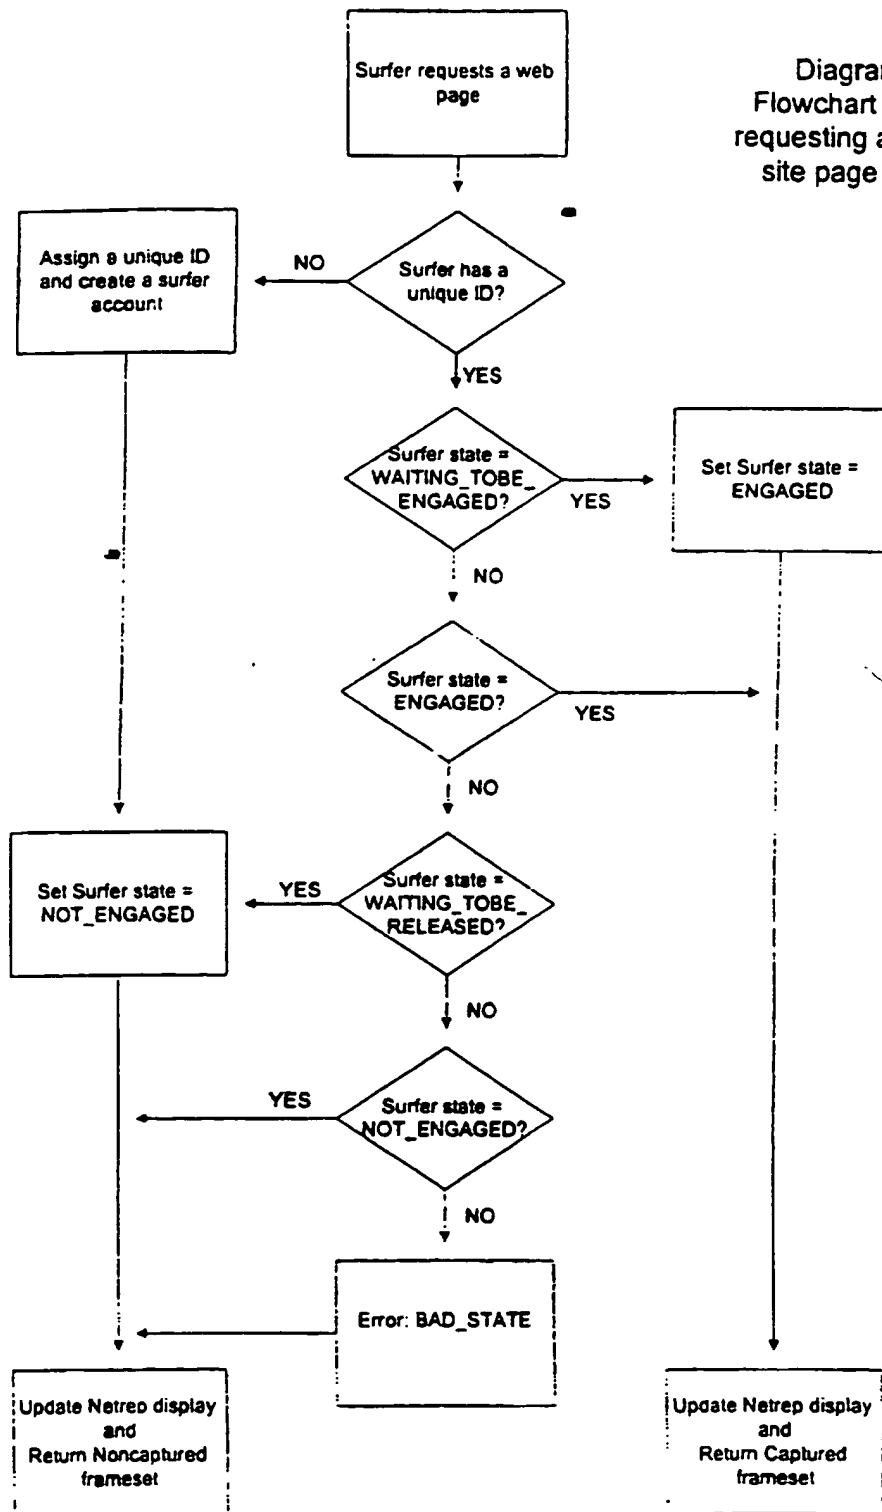 Surfer requests a web
page
Flowchart
requesting a
site page
Surfer has a
unique ID?
NO
Assign a unique ID
and create a surfer
account
YES
Surfer state =
WAITING_TOBE_
ENGAGED?
YES
Set Surfer state =
ENGAGED
NO
Surfer state =
ENGAGED?
YES
NO
Surfer state =
WAITING_TOBE_
RELEASED?
YES
Set Surfer state =
NOT_ENGAGED
NO
Surfer state =
NOT_ENGAGED?
YES
NO
Error: BAD_STATE
Update Netrep display
and
Return Noncaptured
frameset
Update Netrep display
and
Return Captured
frameset